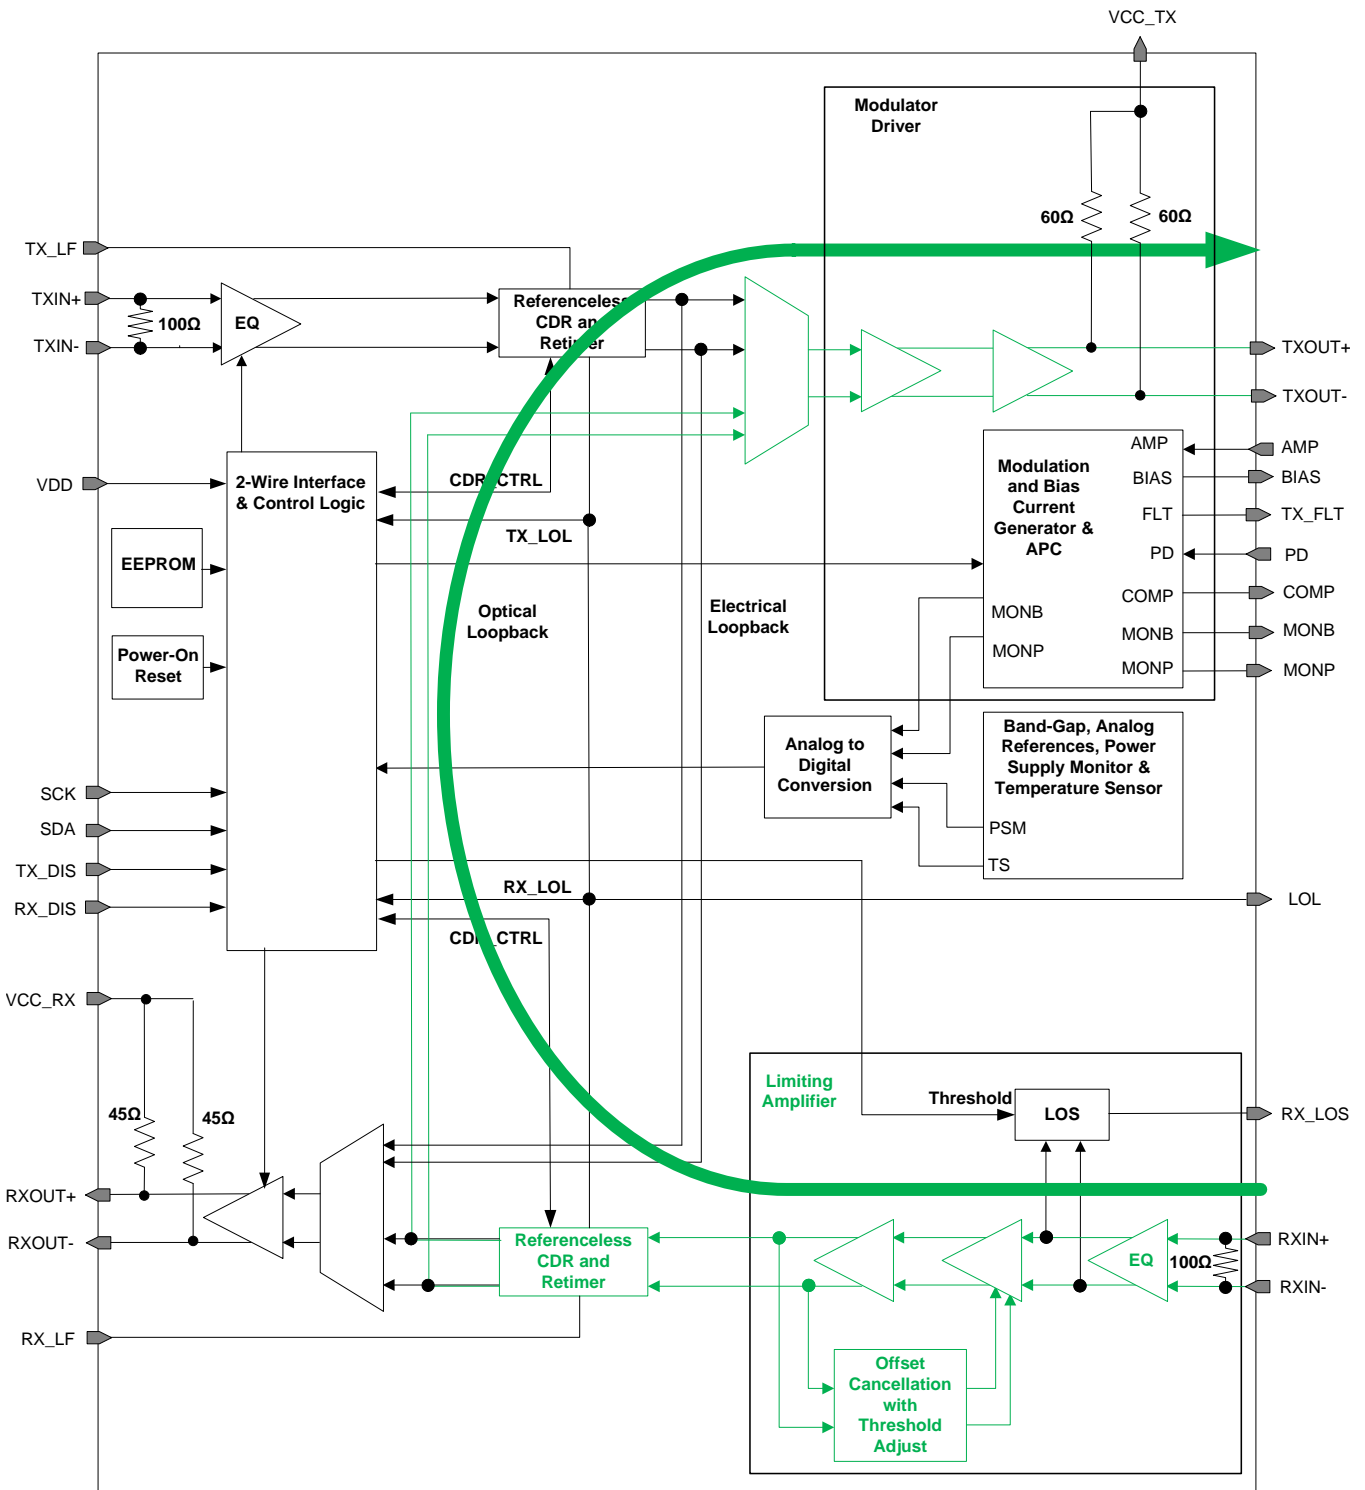 VCC_TX
Modulator
Driver
60Ω
60Ω
TX_LF
TXIN+
TXIN-
100Ω
EQ
Referenceless
CDR and
Retimer
TXOUT+
TXOUT-
VDD
2-Wire Interface
& Control Logic
CDR_CTRL
TX_LOL
EEPROM
Power-On
Reset
Optical
Loopback
Electrical
Loopback
Modulation
and Bias
Current
Generator &
APC
AMP
BIAS
FLT
PD
COMP
MONB
MONP
MONB
MONP
AMP
BIAS
TX_FLT
PD
COMP
MONB
MONP
Analog to
Digital
Conversion
Band-Gap, Analog
References, Power
Supply Monitor &
Temperature Sensor
PSM
TS
SCK
SDA
TX_DIS
RX_DIS
RX_LOL
CDR_CTRL
LOL
VCC_RX
45Ω
45Ω
RXOUT+
RXOUT-
RX_LF
Limiting
Amplifier
Threshold
LOS
RX_LOS
Referenceless
CDR and
Retimer
EQ
100Ω
RXIN+
RXIN-
Offset
Cancellation
with
Threshold
Adjust